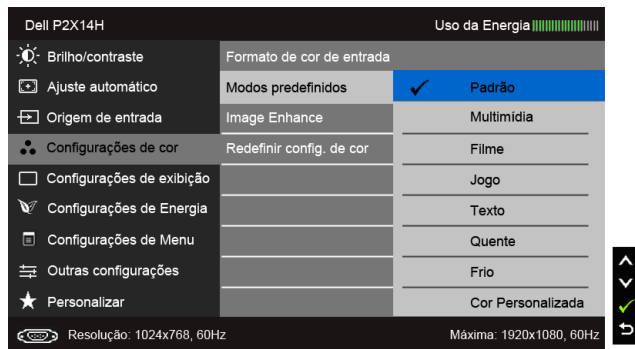 Dell P2X14H Uso da Energia
Brilho/contraste Formato de cor de entrada
Ajuste automático Modos predefinidos Padrão
Origem de entrada Image Enhance Multimídia
Configurações de cor Redefinir config. de cor Filme
Configurações de exibição Jogo
Configurações de Energia Texto
Configurações de Menu Quente
Outras configurações Frio
Personalizar Cor Personalizada
Resolução: 1024x768, 60Hz Máxima: 1920x1080, 60Hz